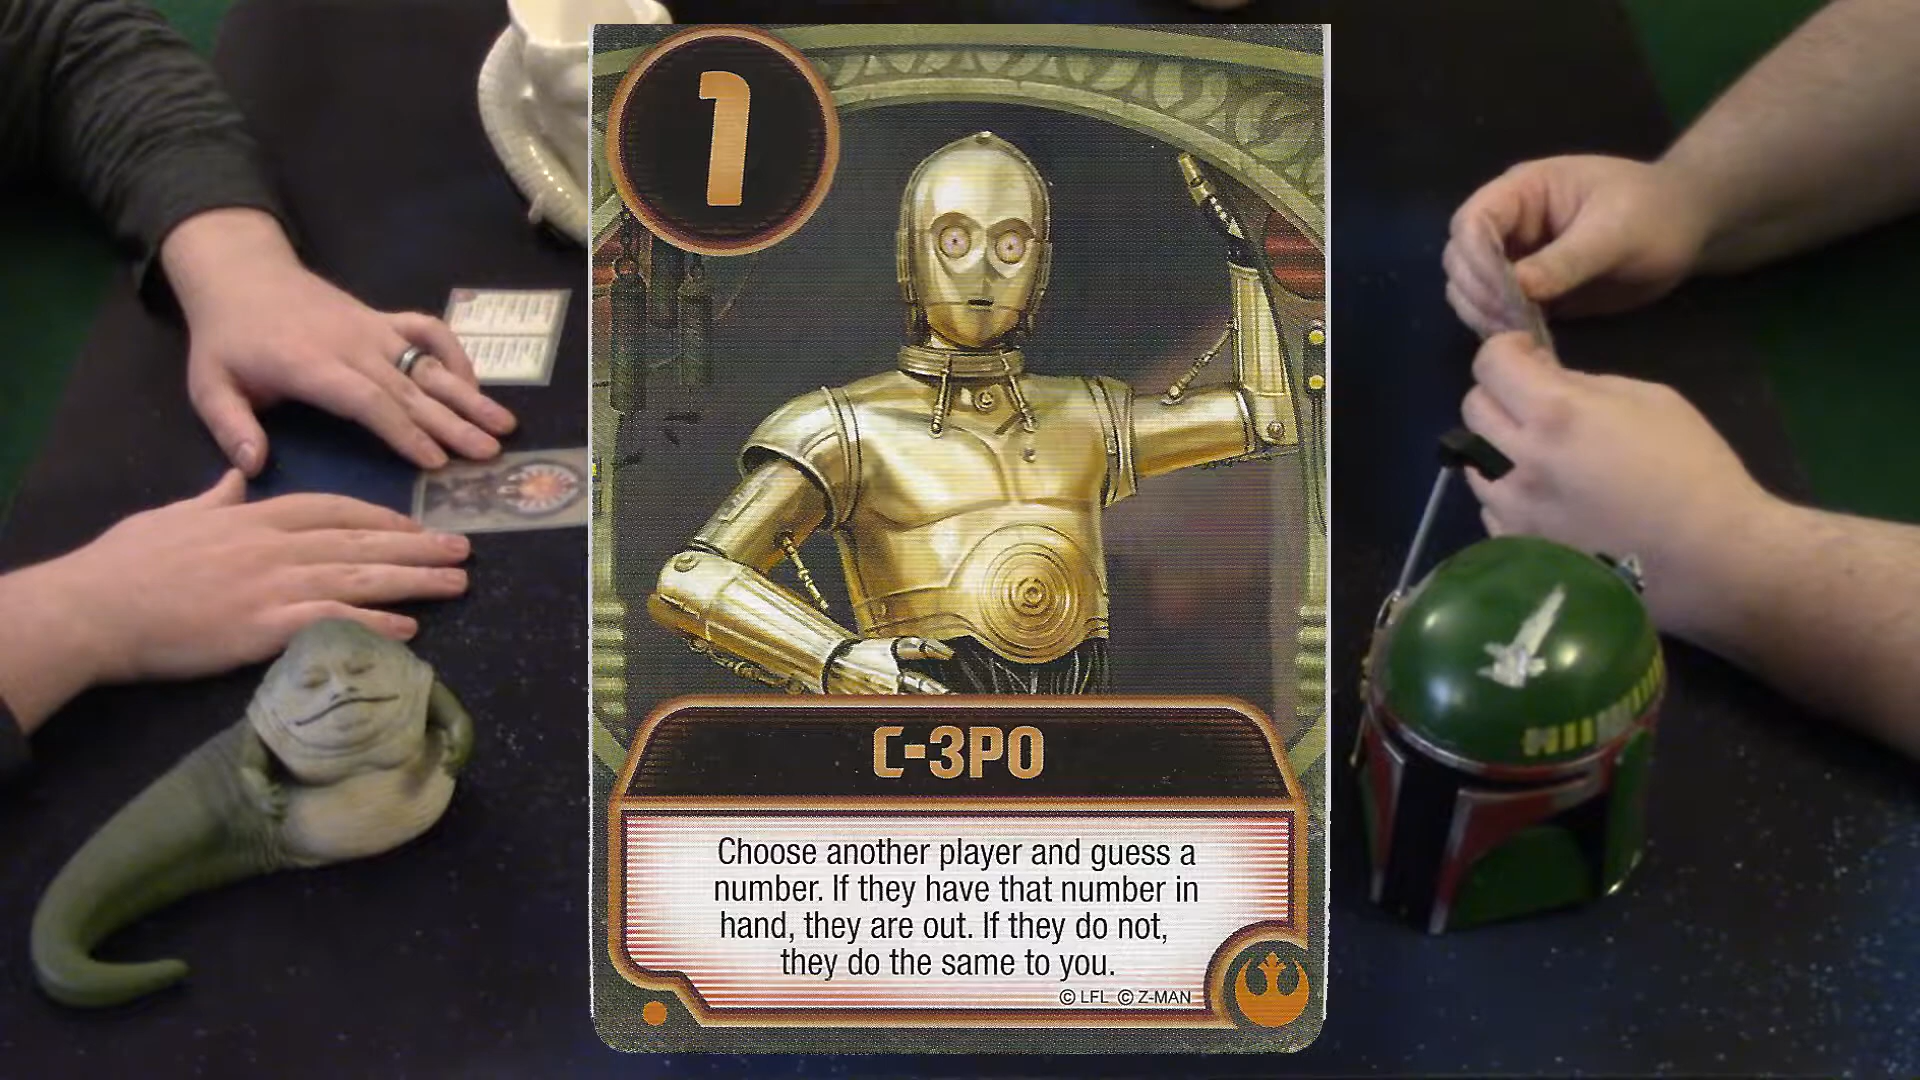 1
C-3PO
Choose another player and guess a
number. If they have that number in
hand, they are out. If they do not,
they do the same to you.
© LFL © Z-MAN